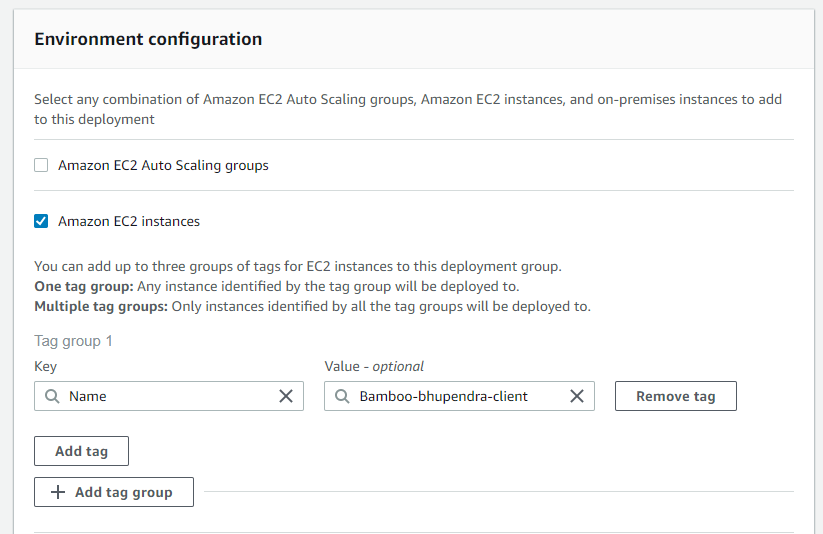 Environment configuration
Select any combination of Amazon EC2 Auto Scaling groups, Amazon EC2 instances, and on-premises instances to add
to this deployment
Amazon EC2 Auto Scaling groups
Amazon EC2 instances
You can add up to three groups of tags for EC2 instances to this deployment group.
One tag group: Any instance identified by the tag group will be deployed to.
Multiple tag groups: Only instances identified by all the tag groups will be deployed to.
Tag group 1
Key Value - optional
Name Bamboo-bhupendra-client Remove tag
Add tag
Add tag group